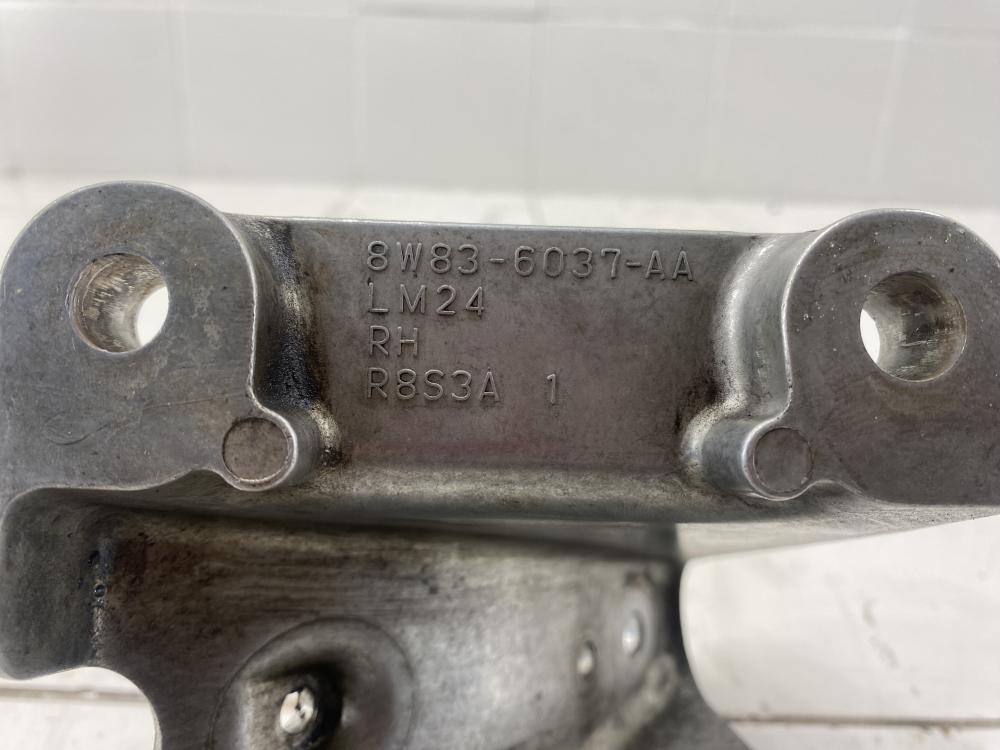 8W83-6037-AA
LM24
RH
R8S3A 1